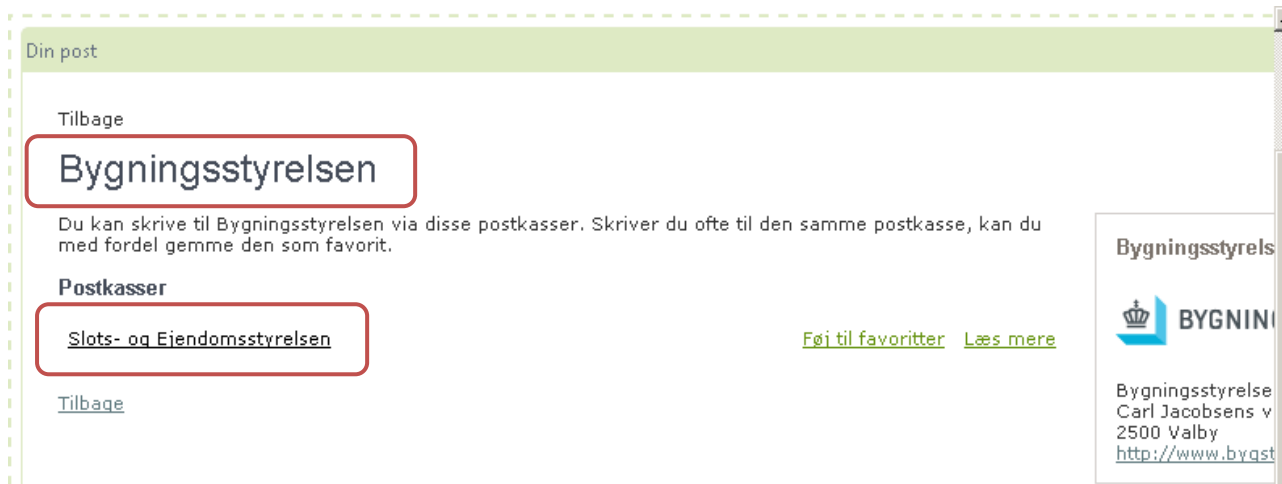 Din post
Tilbage
Bygningsstyrelsen
Du kan skrive til Bygningsstyrelsen via disse postkasser. Skriver du ofte til den samme postkasse, kan du
med fordel gemme den som favorit.
Postkasser
Slots- og Ejendomsstyrelsen Føj til favoritter Læs mere
Tilbage
Bygningsstyrels
BYGNIN
Bygningsstyrelse
Carl Jacobsens v
2500 Valby
http://www.bygst